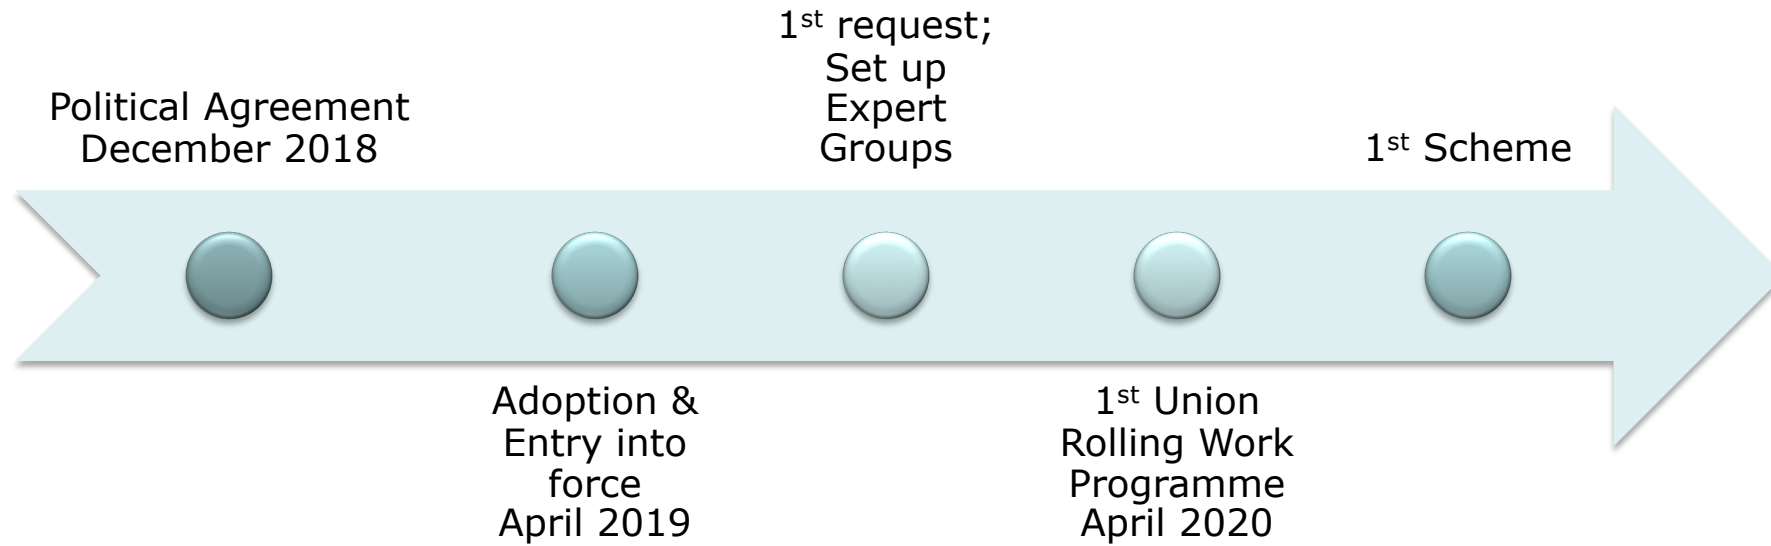 Political Agreement
December 2018
Adoption &
Entry into
force
April 2019
1st request;
Set up
Expert
Groups
1st Union
Rolling Work
Programme
April 2020
1st Scheme